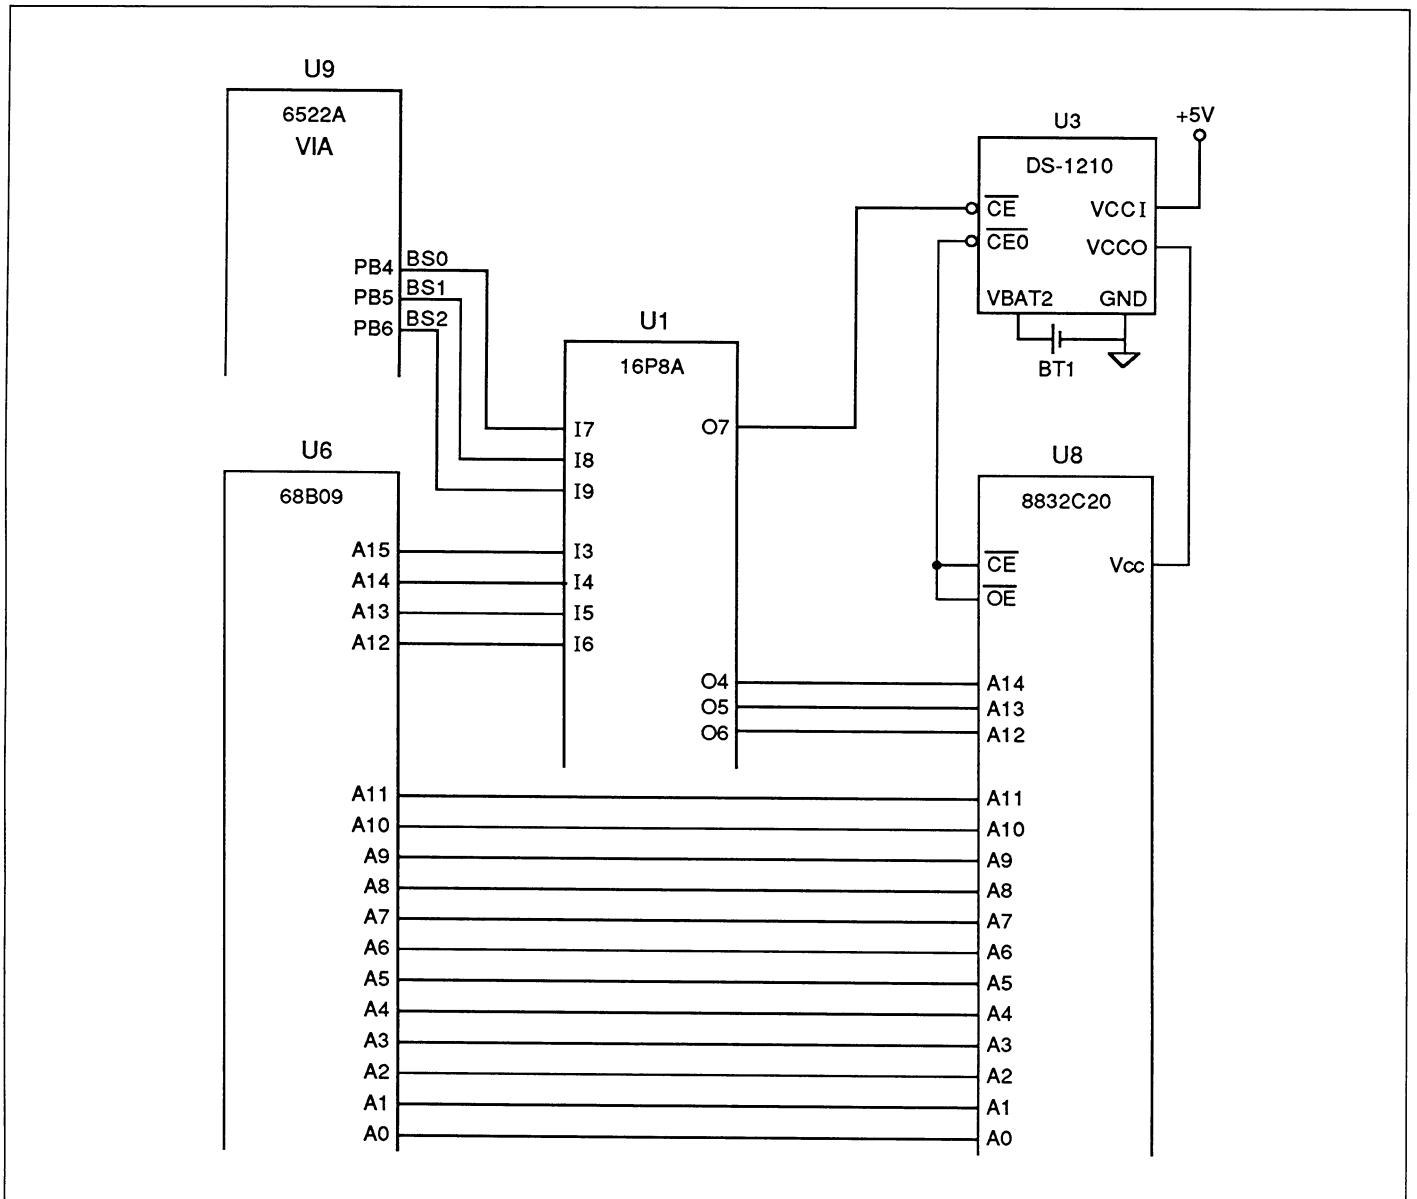 U9
6522A
VIA
PB4
BS0
PB5
BS1
PB6
BS2
U3
DS-1210
+5V
CE
VCCI
CE0
VCCO
VBAT2
GND
BT1
U1
16P8A
I7
O7
I8
I9
I3
I4
I5
I6
O4
O5
O6
U6
68B09
A15
A14
A13
A12
A11
A10
A9
A8
A7
A6
A5
A4
A3
A2
A1
A0
U8
8832C20
CE
Vcc
OE
A14
A13
A12
A11
A10
A9
A8
A7
A6
A5
A4
A3
A2
A1
A0